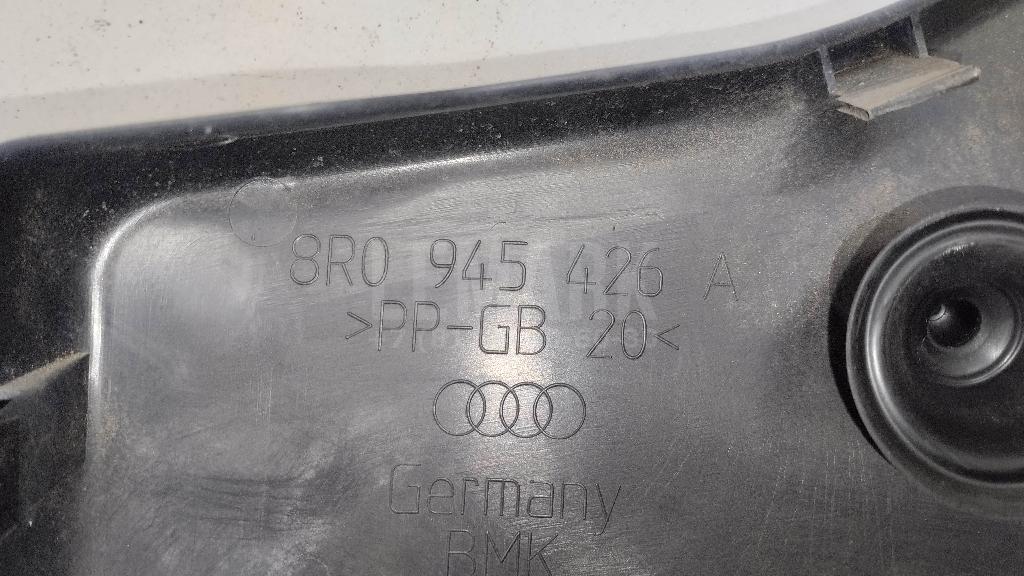 8R0 945 426 A
>PP-GB 20<
Germany
BMK